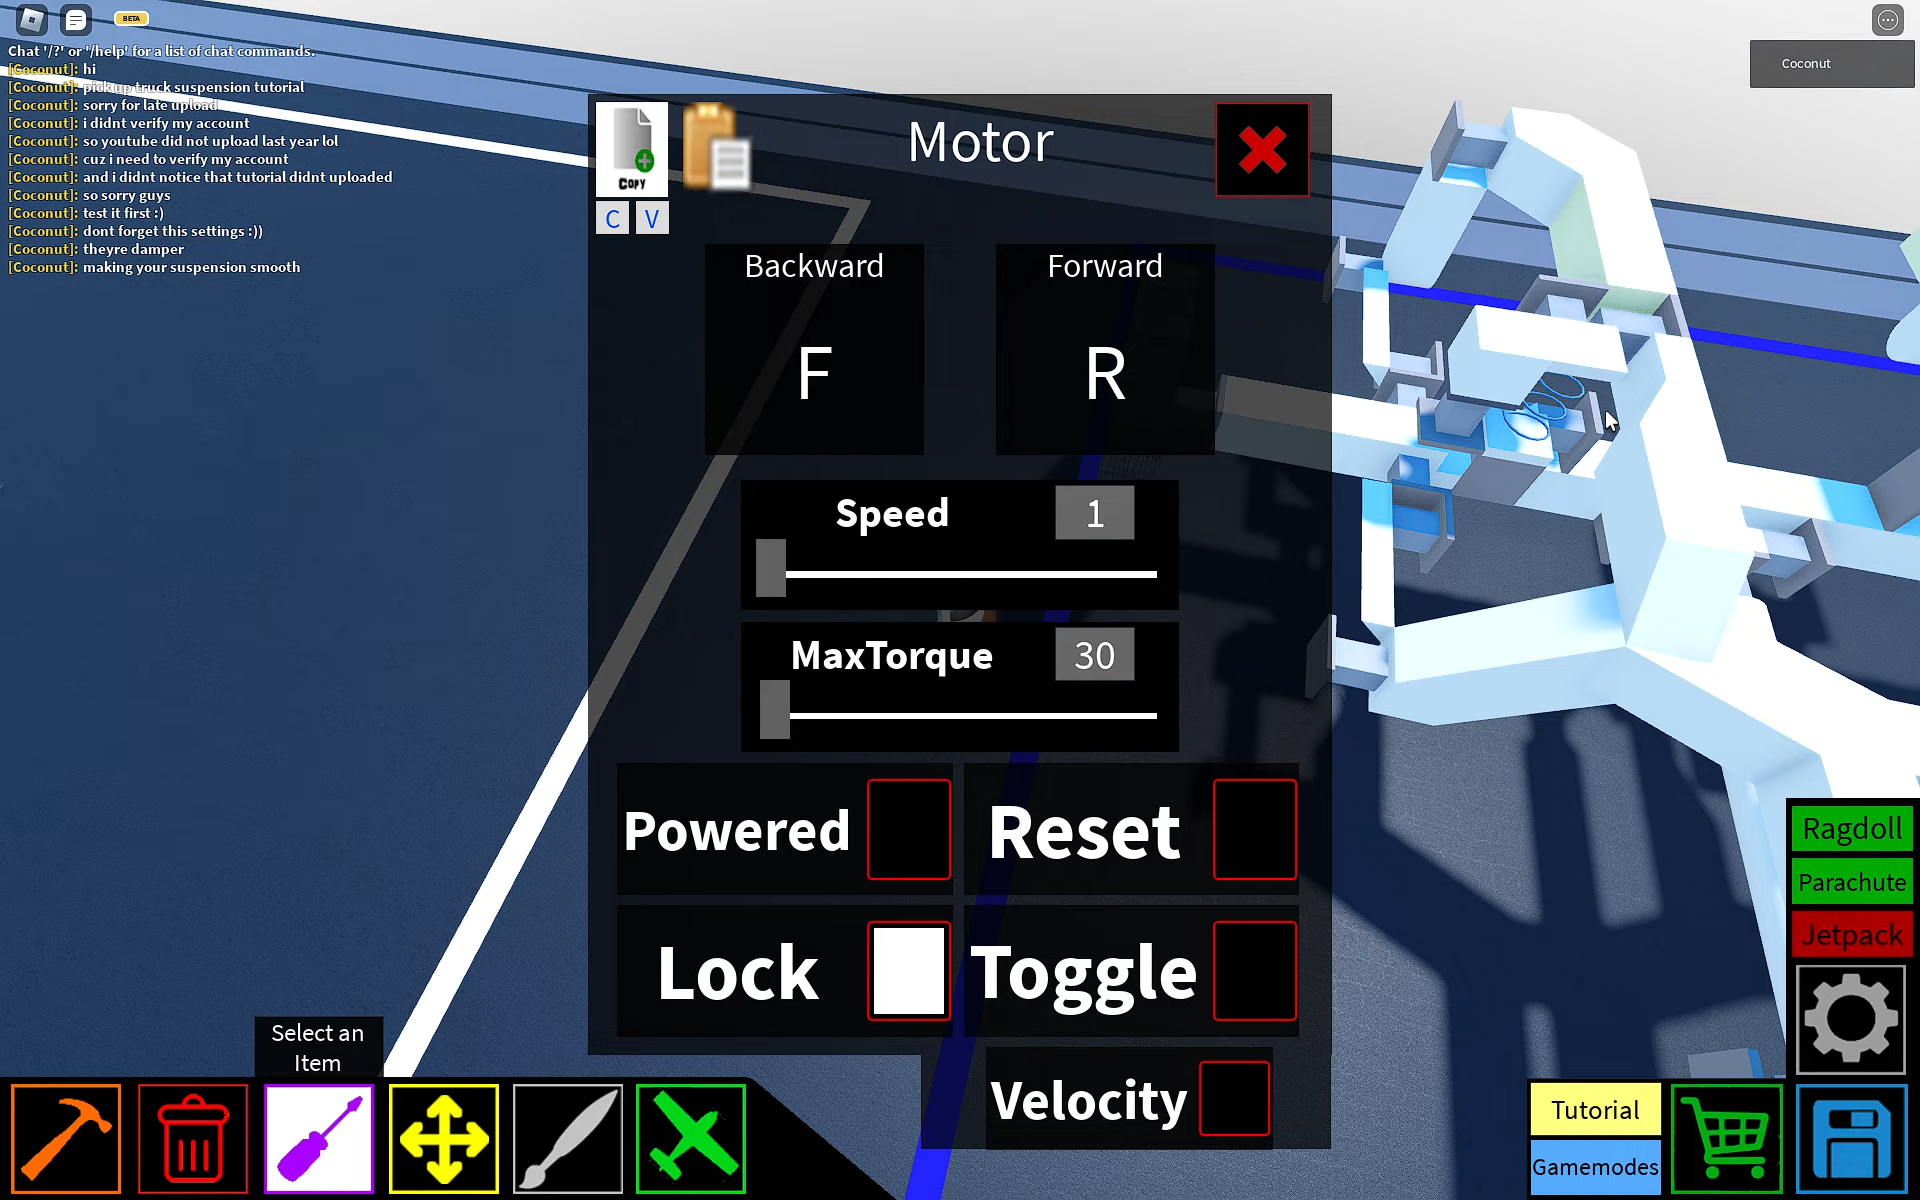 BETA
Chat '/?' or '/help' for a list of chat commands.
[Coconut]: hi
[Coconut]: pick up truck suspension tutorial
[Coconut]: sorry for late upload
[Coconut]: i didnt verify my account
[Coconut]: so youtube did not upload last year lol
[Coconut]: cuz i need to verify my account
[Coconut]: and i didnt notice that tutorial didnt uploaded
[Coconut]: so sorry guys
[Coconut]: test it first :)
[Coconut]: dont forget this settings :))
[Coconut]: theyre damper
[Coconut]: making your suspension smooth
Coconut
Motor
COPY
C V
Backward
F
Forward
R
Speed 1
MaxTorque 30
Powered
Reset
Lock
Toggle
Velocity
Select an
Item
Ragdoll
Parachute
Jetpack
Tutorial
Gamemodes